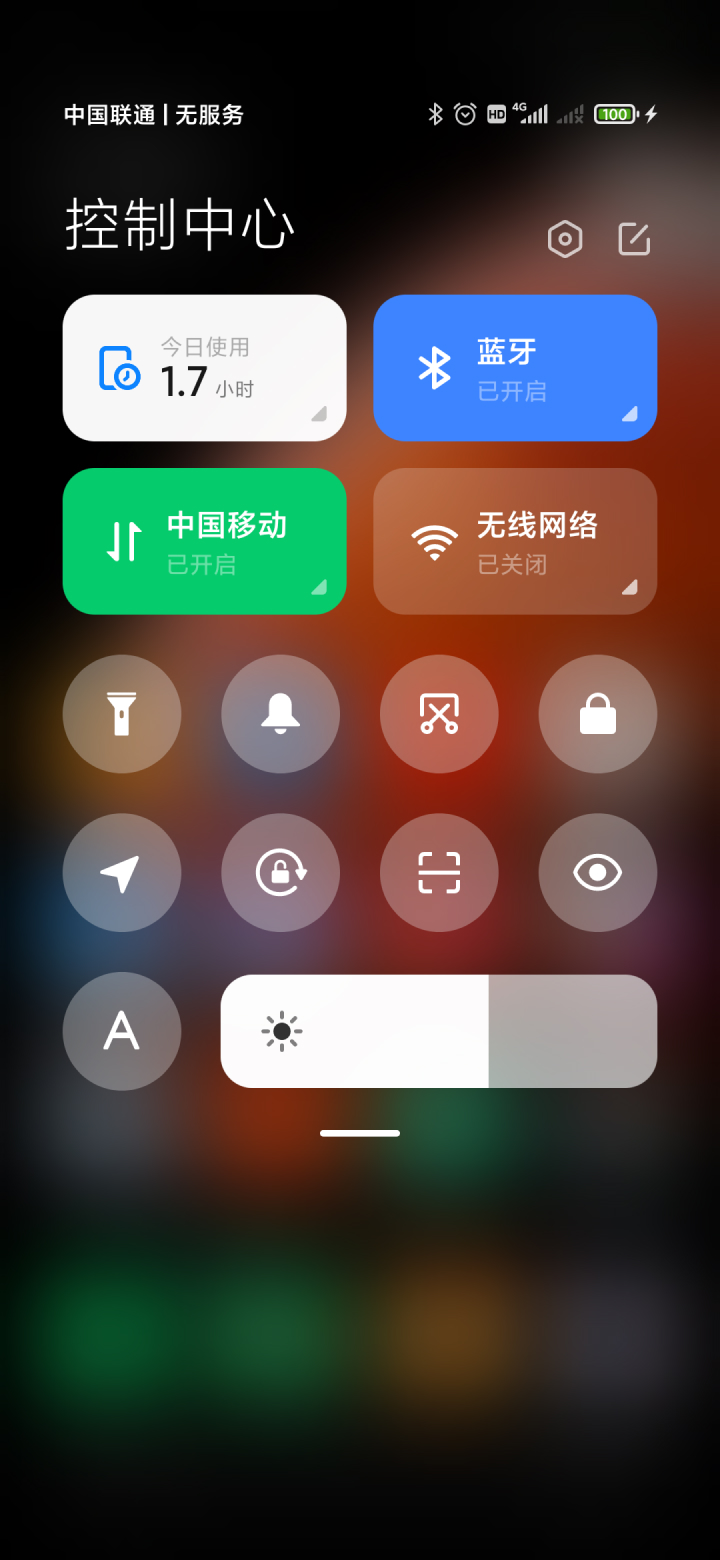 中国联通 | 无服务
HD 4G 100
控制中心
今日使用
1.7 小时
蓝牙
已开启
中国移动
已开启
无线网络
已关闭
A